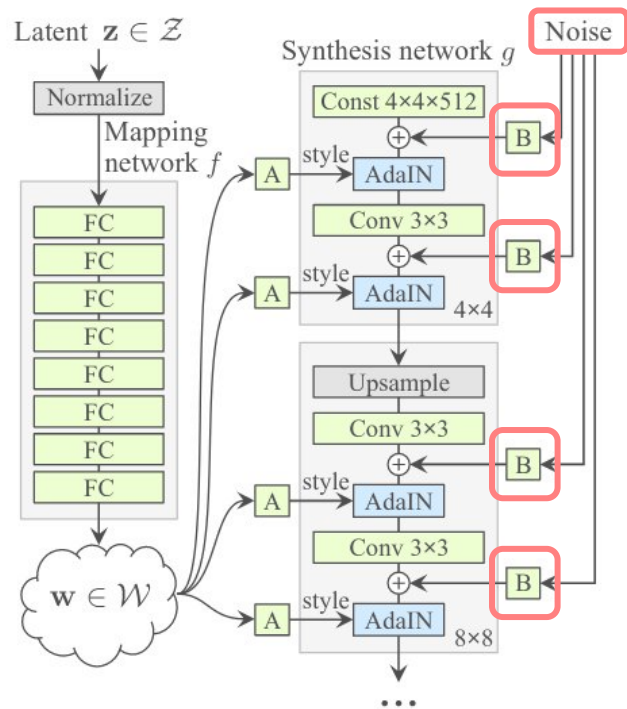 Latent z ∈ Z
Normalize
Mapping
network f
FC
FC
FC
FC
FC
FC
FC
FC
w ∈ W
Synthesis network g
Noise
Const 4×4×512
B
A
style
AdaIN
Conv 3×3
B
A
style
AdaIN
4×4
Upsample
Conv 3×3
B
A
style
AdaIN
Conv 3×3
B
A
style
AdaIN
8×8
...